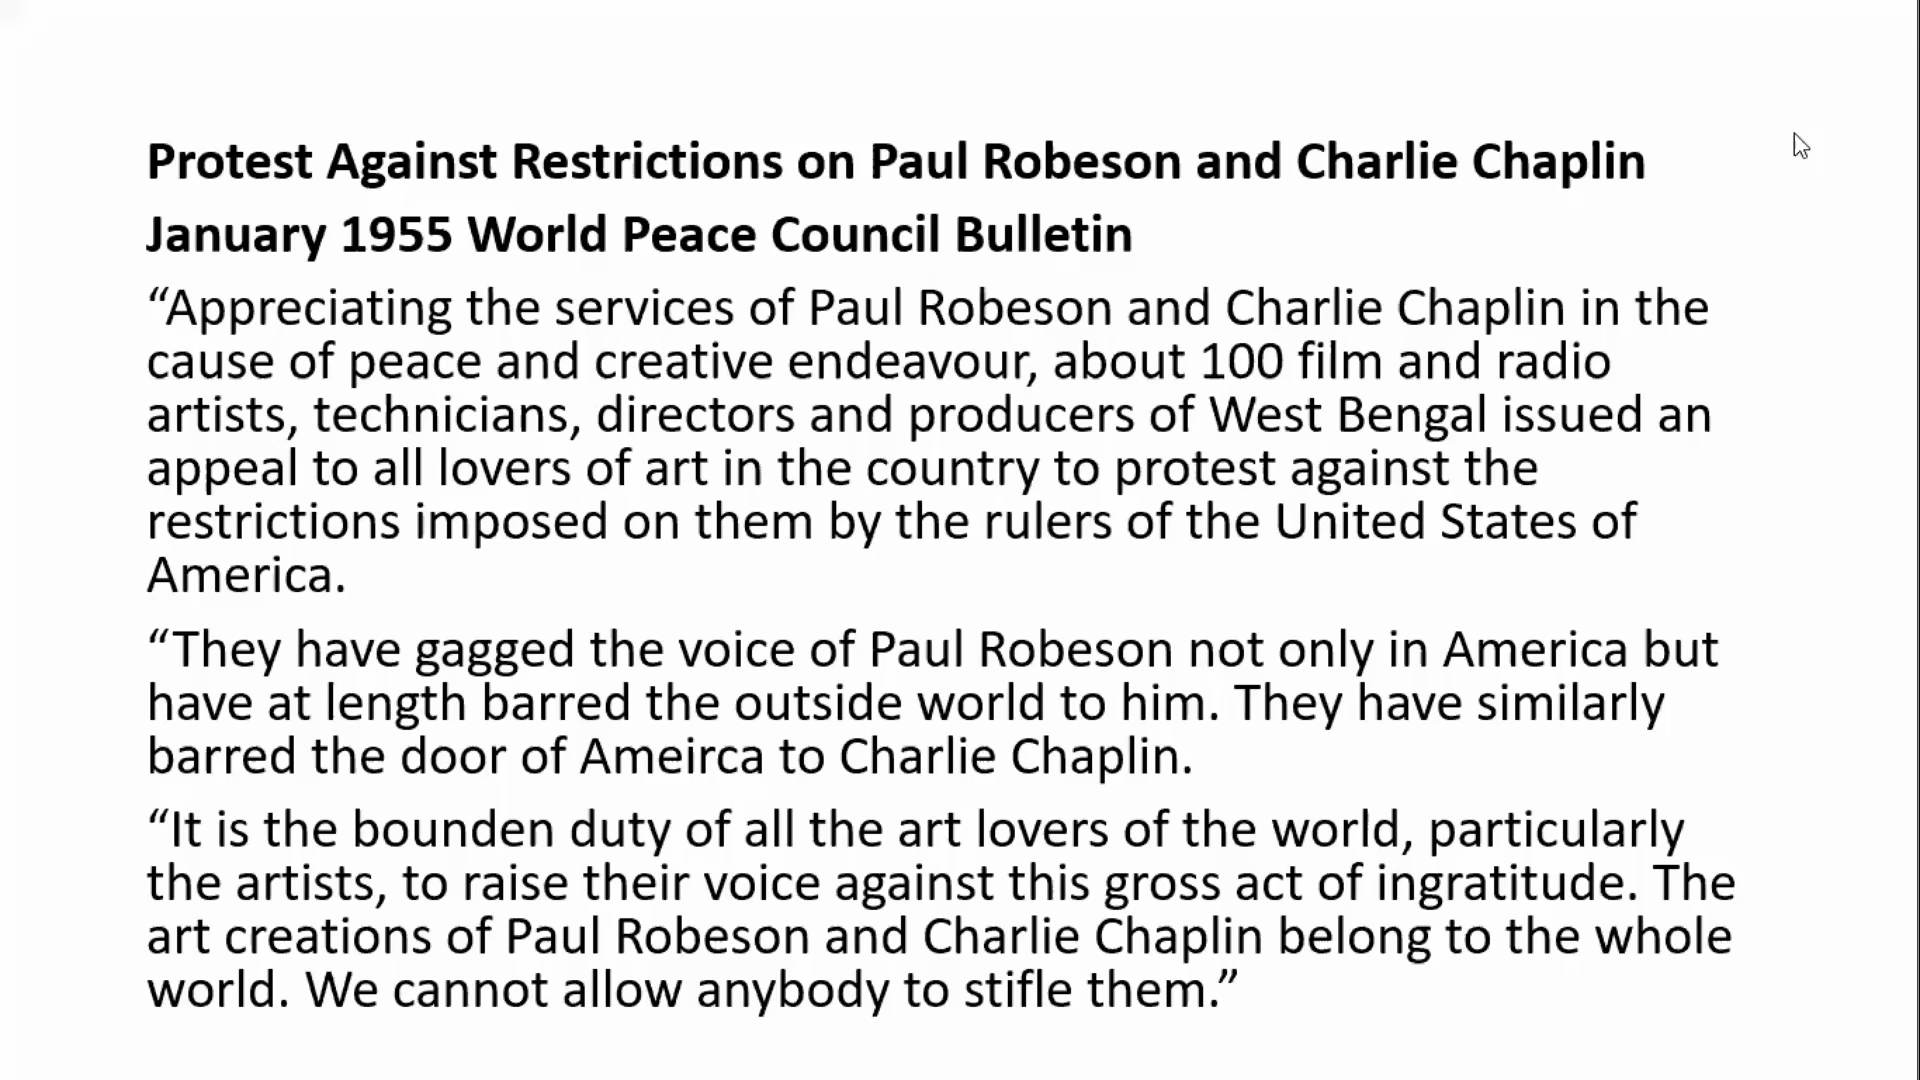 Protest Against Restrictions on Paul Robeson and Charlie Chaplin
January 1955 World Peace Council Bulletin
“Appreciating the services of Paul Robeson and Charlie Chaplin in the
cause of peace and creative endeavour, about 100 film and radio
artists, technicians, directors and producers of West Bengal issued an
appeal to all lovers of art in the country to protest against the
restrictions imposed on them by the rulers of the United States of
America.
“They have gagged the voice of Paul Robeson not only in America but
have at length barred the outside world to him. They have similarly
barred the door of Ameirca to Charlie Chaplin.
“It is the bounden duty of all the art lovers of the world, particularly
the artists, to raise their voice against this gross act of ingratitude. The
art creations of Paul Robeson and Charlie Chaplin belong to the whole
world. We cannot allow anybody to stifle them.”